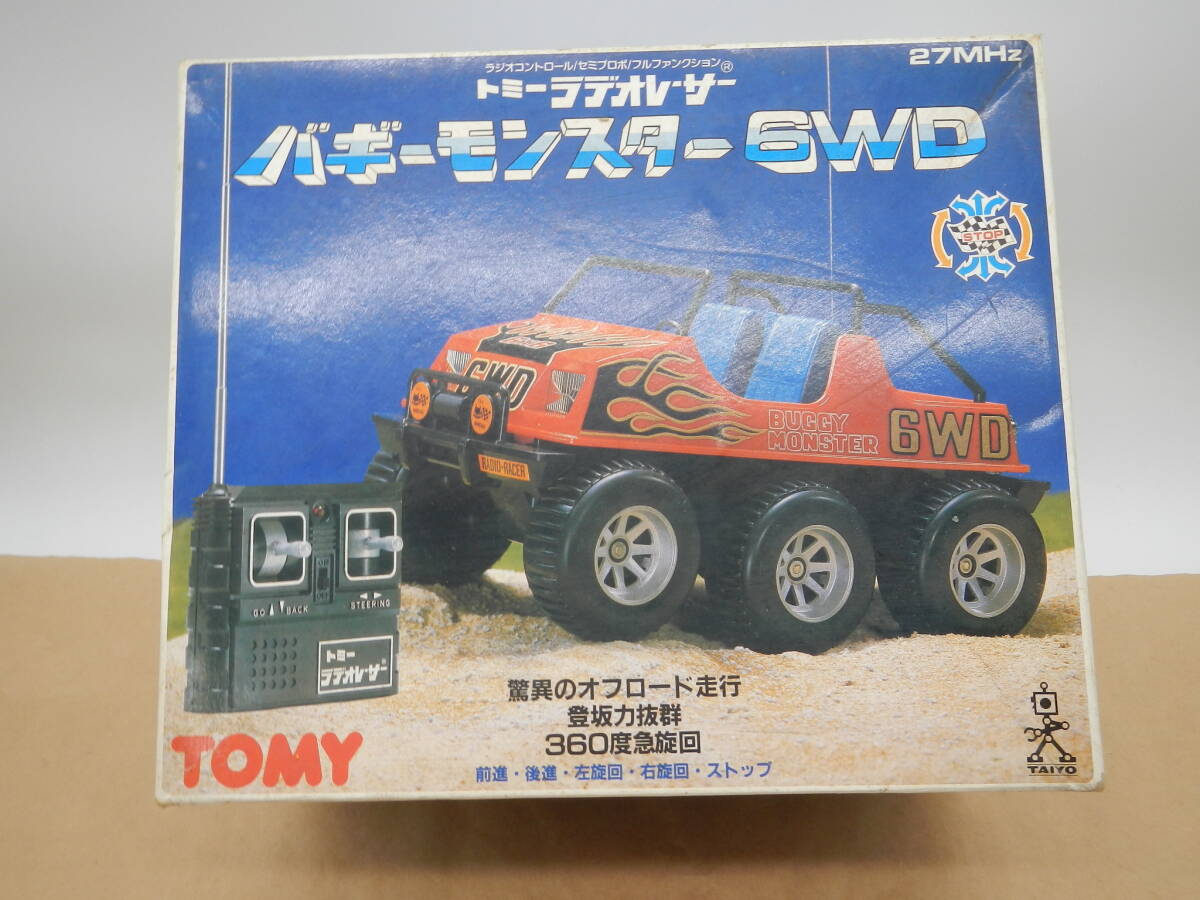 27MHz
ラジオコントロール/セミプロポ/フルファンクション®
トミーラデオレーサー
バギーモンスター6WD
STOP
6WD
BUGGY
MONSTER
6WD
RADIO-RACER
GO▲▼BACK
◀▶
STEERING
トミー
ラデオレーサー
驚異のオフロード走行
登坂力抜群
360度急旋回
TOMY
前進・後進・左旋回・右旋回・ストップ
TAIYO